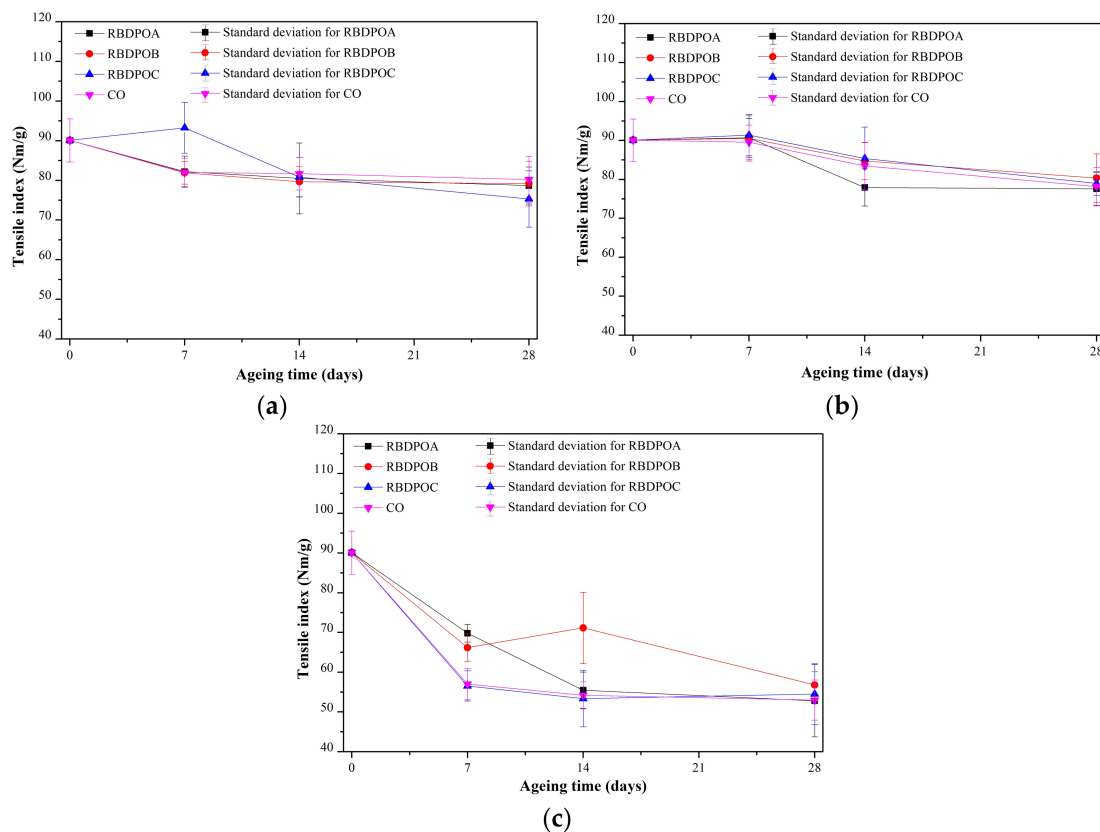 120
110
100
90
80
70
60
50
40
Tensile index (Nm/g)
RBDPOA
RBDPOB
RBDPOC
CO
Standard deviation for RBDPOA
Standard deviation for RBDPOB
Standard deviation for RBDPOC
Standard deviation for CO
0 7 14 21 28
Ageing time (days)
(a)
120
110
100
90
80
70
60
50
40
Tensile index (Nm/g)
RBDPOA
RBDPOB
RBDPOC
CO
Standard deviation for RBDPOA
Standard deviation for RBDPOB
Standard deviation for RBDPOC
Standard deviation for CO
0 7 14 21 28
Ageing time (days)
(b)
120
110
100
90
80
70
60
50
40
Tensile index (Nm/g)
RBDPOA
RBDPOB
RBDPOC
CO
Standard deviation for RBDPOA
Standard deviation for RBDPOB
Standard deviation for RBDPOC
Standard deviation for CO
0 7 14 21 28
Ageing time (days)
(c)